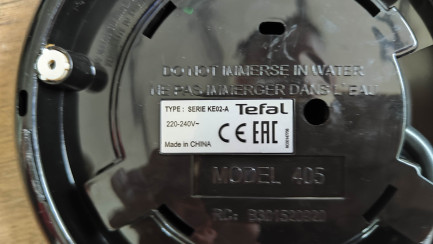 DO NOT IMMERSE IN WATER
NE PAS IMMERGER DANS L'EAU
TYPE : SERIE KE02-A Tefal
220-240V~
CE EAC
Made in CHINA
MODEL 405